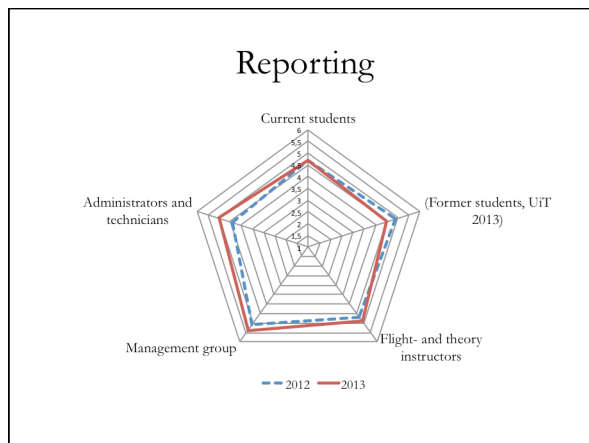 Reporting
Current students
6
5,5
5
4,5
4
3,5
3
2,5
2
1,5
1
Administrators and
technicians
(Former students, UiT
2013)
Management group
Flight- and theory
instructors
2012
2013